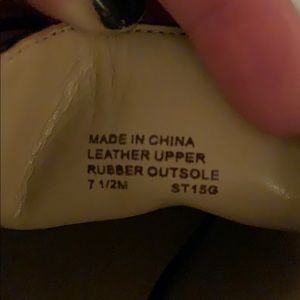 MADE IN CHINA
LEATHER UPPER
RUBBER OUTSOLE
7 1/2M ST15G